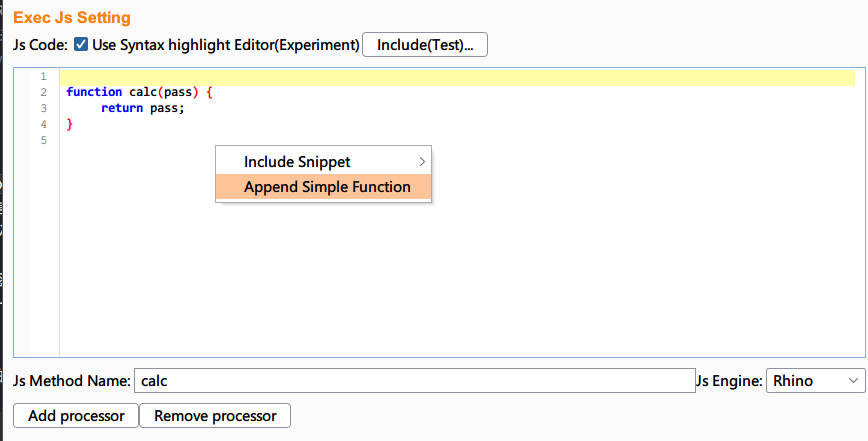 Exec Js Setting
Js Code: Use Syntax highlight Editor(Experiment) Include(Test)...
1
2 function calc(pass) {
3 return pass;
4 }
5
Include Snippet
Append Simple Function
Js Method Name: calc Js Engine: Rhino
Add processor Remove processor